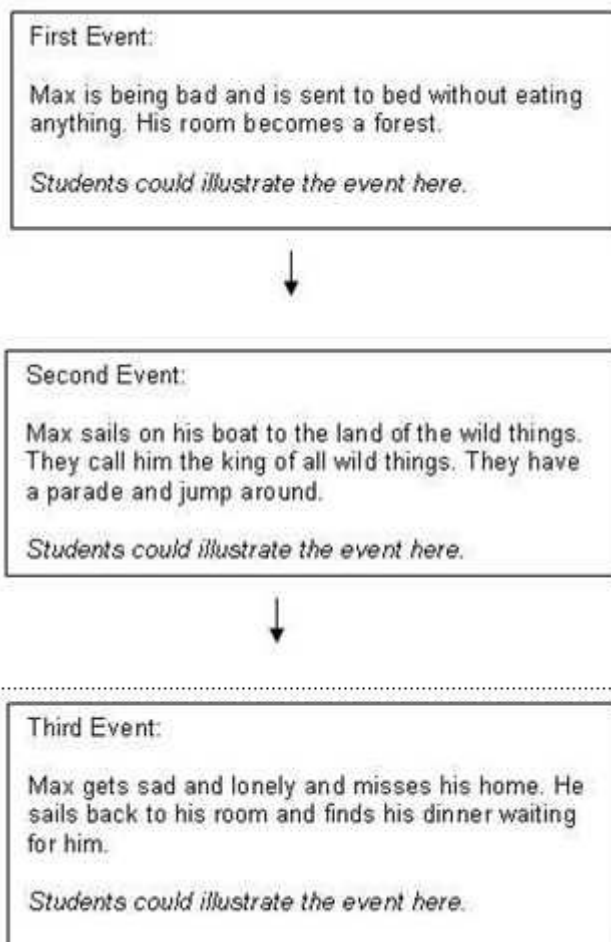 First Event:
Max is being bad and is sent to bed without eating
anything. His room becomes a forest.
Students could illustrate the event here.
Second Event:
Max sails on his boat to the land of the wild things.
They call him the king of all wild things. They have
a parade and jump around.
Students could illustrate the event here.
Third Event:
Max gets sad and lonely and misses his home. He
sails back to his room and finds his dinner waiting
for him.
Students could illustrate the event here.